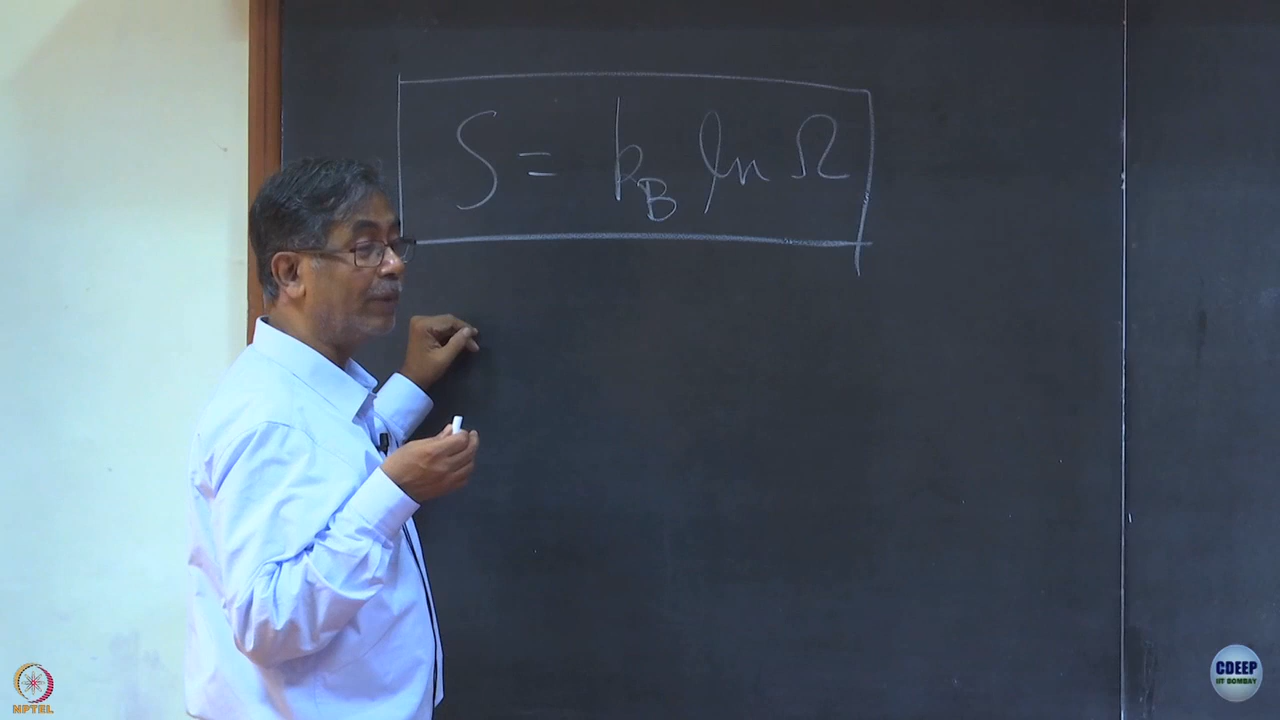 S = k_B ln Ω
NPTEL
CDEEP
IIT BOMBAY